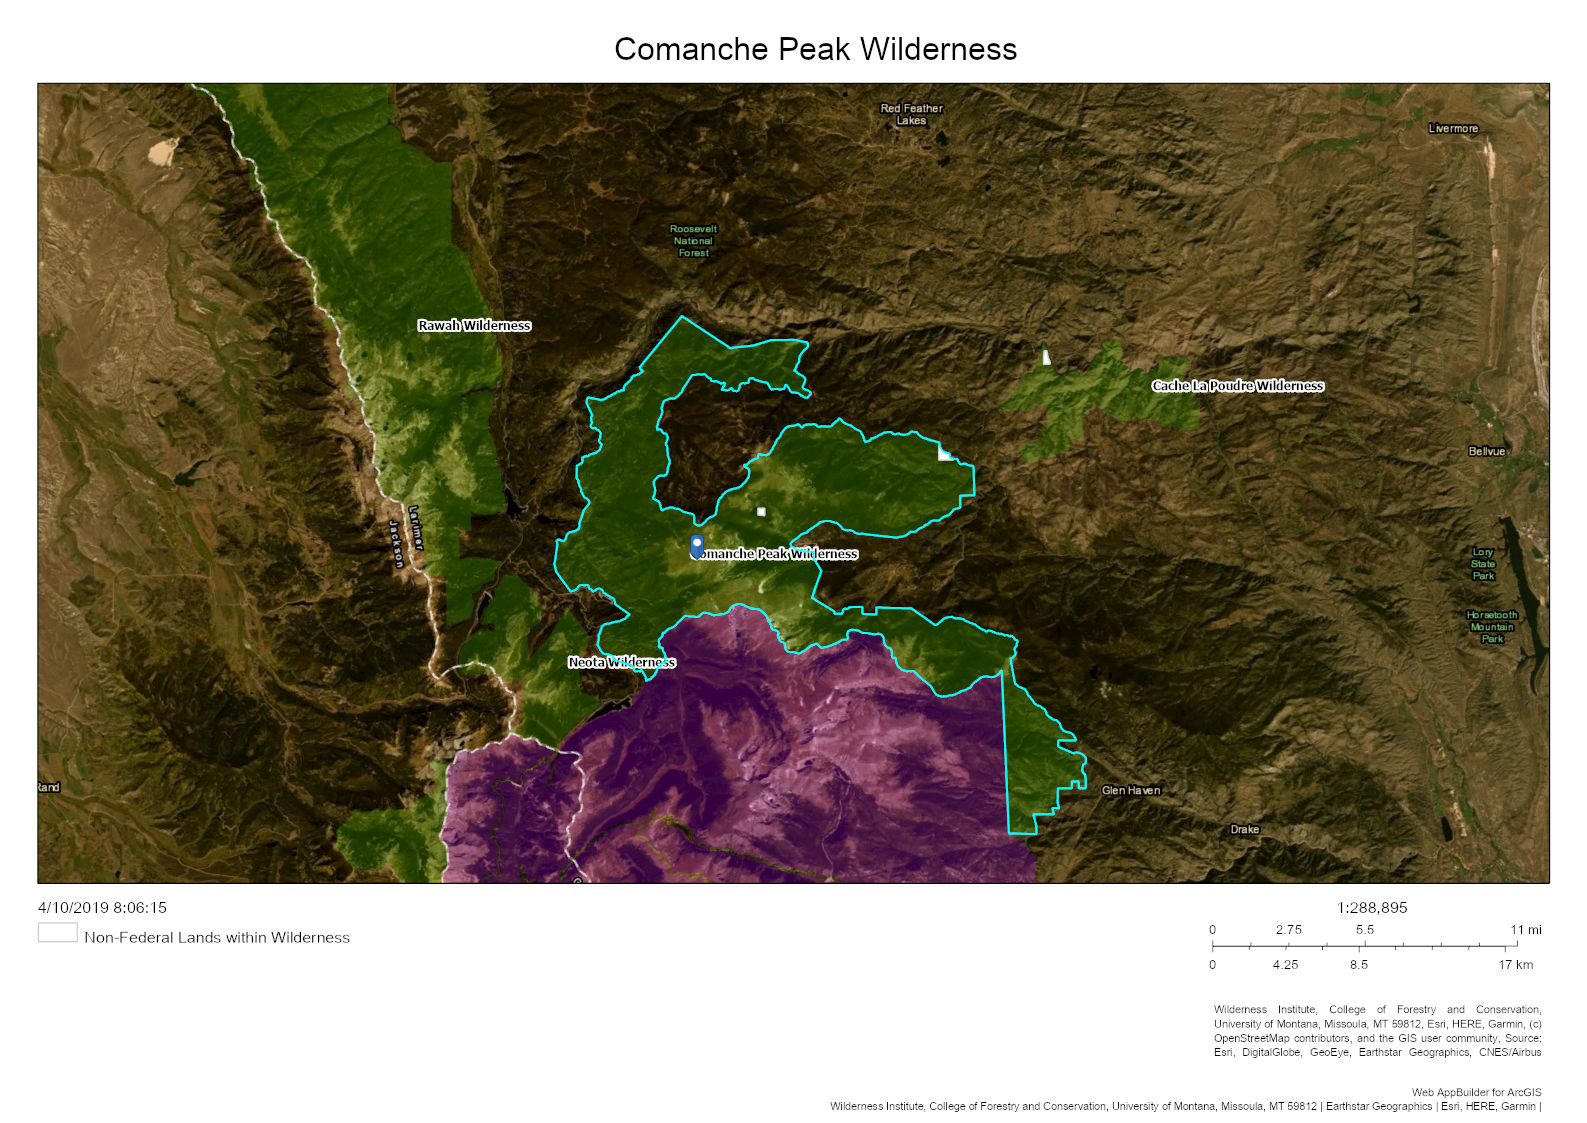 Comanche Peak Wilderness
Red Feather
Lakes
Livermore
Roosevelt
National
Forest
Rawah Wilderness
Cache La Poudre Wilderness
Bellvue
Larimer
Jackson
Comanche Peak Wilderness
Lory
State
Park
Horsetooth
Mountain
Park
Neota Wilderness
Rand
Glen Haven
Drake
4/10/2019 8:06:15
Non-Federal Lands within Wilderness
1:288,895
0 2.75 5.5 11 mi
0 4.25 8.5 17 km
Wilderness Institute, College of Forestry and Conservation,
University of Montana, Missoula, MT 59812, Esri, HERE, Garmin, (c)
OpenStreetMap contributors, and the GIS user community, Source:
Esri, DigitalGlobe, GeoEye, Earthstar Geographics, CNES/Airbus
Web AppBuilder for ArcGIS
Wilderness Institute, College of Forestry and Conservation, University of Montana, Missoula, MT 59812 | Earthstar Geographics | Esri, HERE, Garmin |